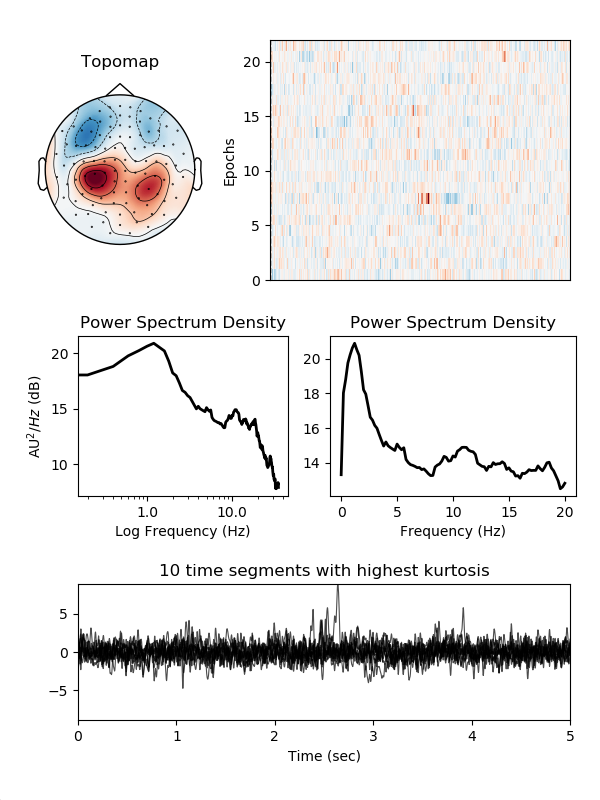 Topomap
Epochs
20
15
10
5
0
Power Spectrum Density
AU²/Hz (dB)
20
15
10
1.0 10.0
Log Frequency (Hz)
Power Spectrum Density
20
18
16
14
0 5 10 15 20
Frequency (Hz)
10 time segments with highest kurtosis
5
0
−5
0 1 2 3 4 5
Time (sec)